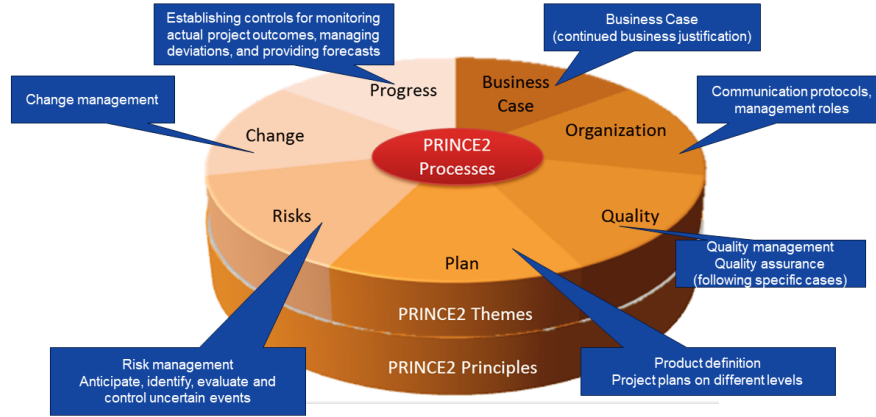 Establishing controls for monitoring
actual project outcomes, managing
deviations, and providing forecasts
Business Case
(continued business justification)
Change management
Communication protocols,
management roles
Progress
Business
Case
Change
Organization
PRINCE2
Processes
Risks
Quality
Plan
Quality management
Quality assurance
(following specific cases)
PRINCE2 Themes
PRINCE2 Principles
Risk management
Anticipate, identify, evaluate and
control uncertain events
Product definition
Project plans on different levels